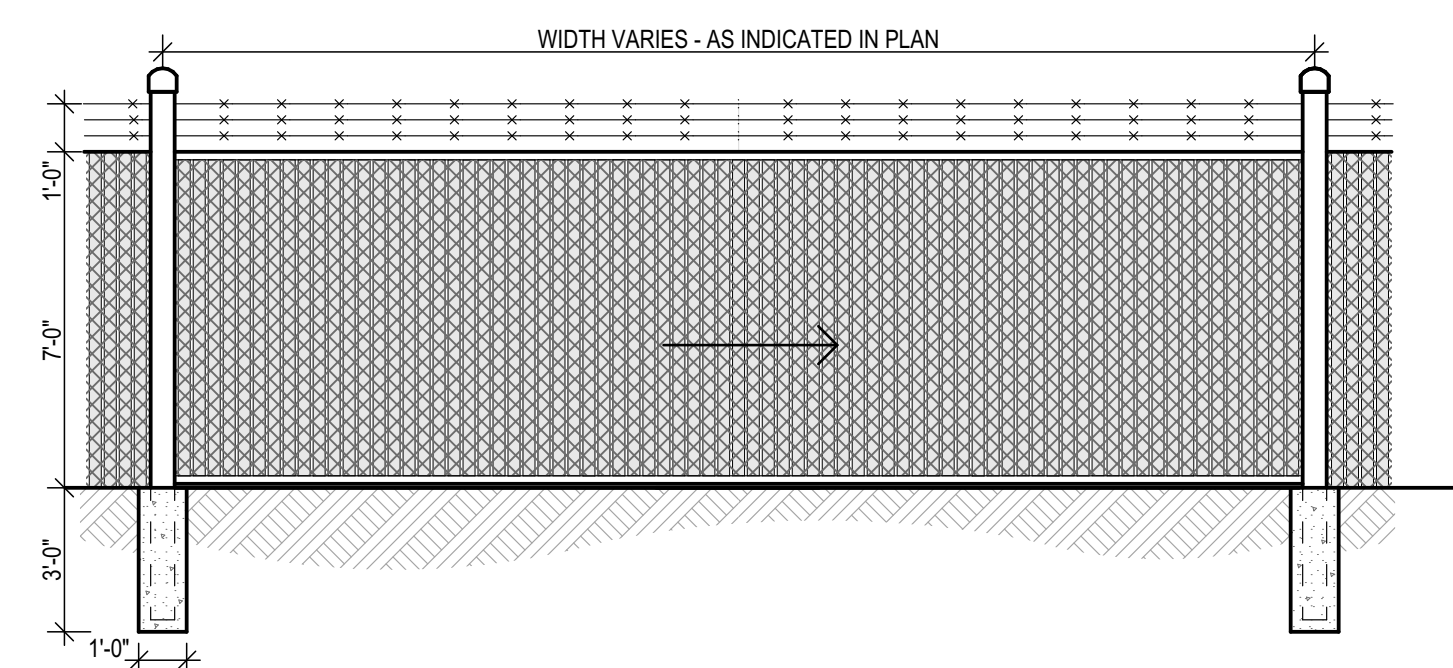 WIDTH VARIES - AS INDICATED IN PLAN
1'-0"
7'-0"
3'-0"
1'-0"